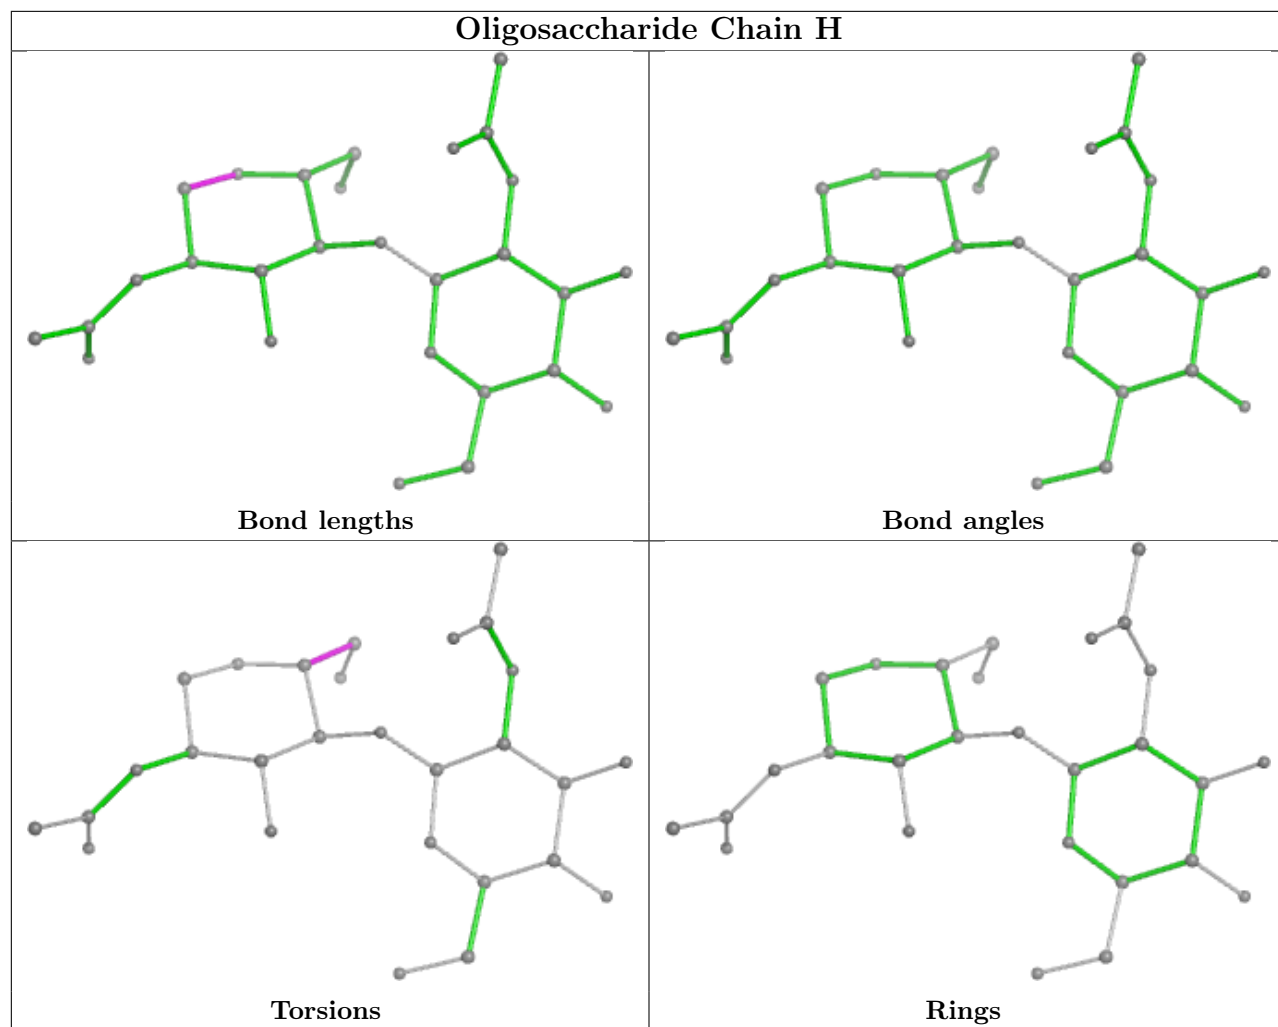 Oligosaccharide Chain H
Bond lengths
Bond angles
Torsions
Rings